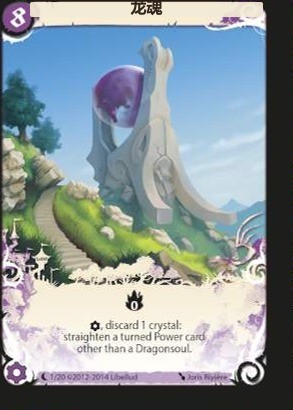 龙魂
8
0
, discard 1 crystal:
straighten a turned Power card
other than a Dragonsoul.
1/20 ©2012-2014 Libellud
Joris Rivière